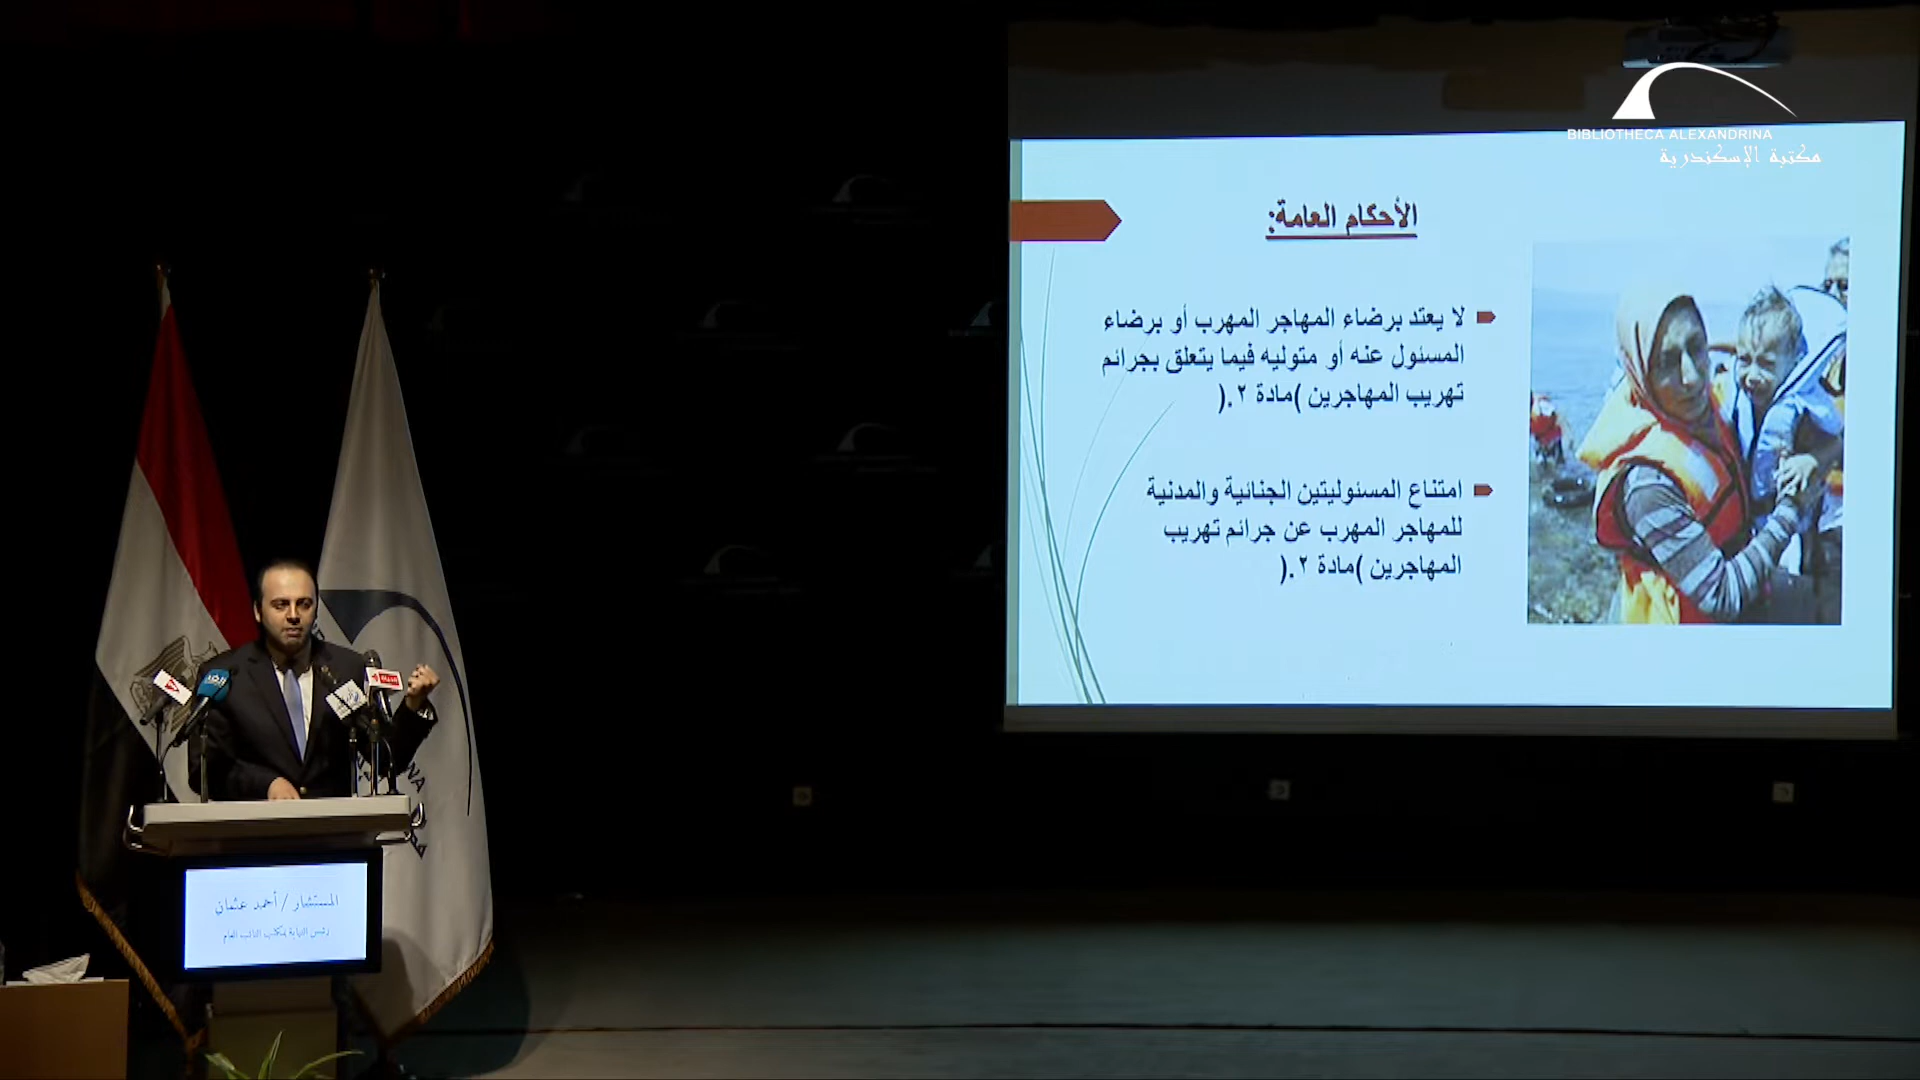 BIBLIOTHECA ALEXANDRINA
مكتبة الإسكندرية
الأحكام العامة:
لا يعتد برضاء المهاجر المهرب أو برضاء
المسئول عنه أو متوليه فيما يتعلق بجرائم
تهريب المهاجرين )مادة ٢.(
امتناع المسئوليتين الجنائية والمدنية
للمهاجر المهرب عن جرائم تهريب
المهاجرين )مادة ٢.(
المستشار / أحمد عثمان
رئيس النيابة بمكتب النائب العام